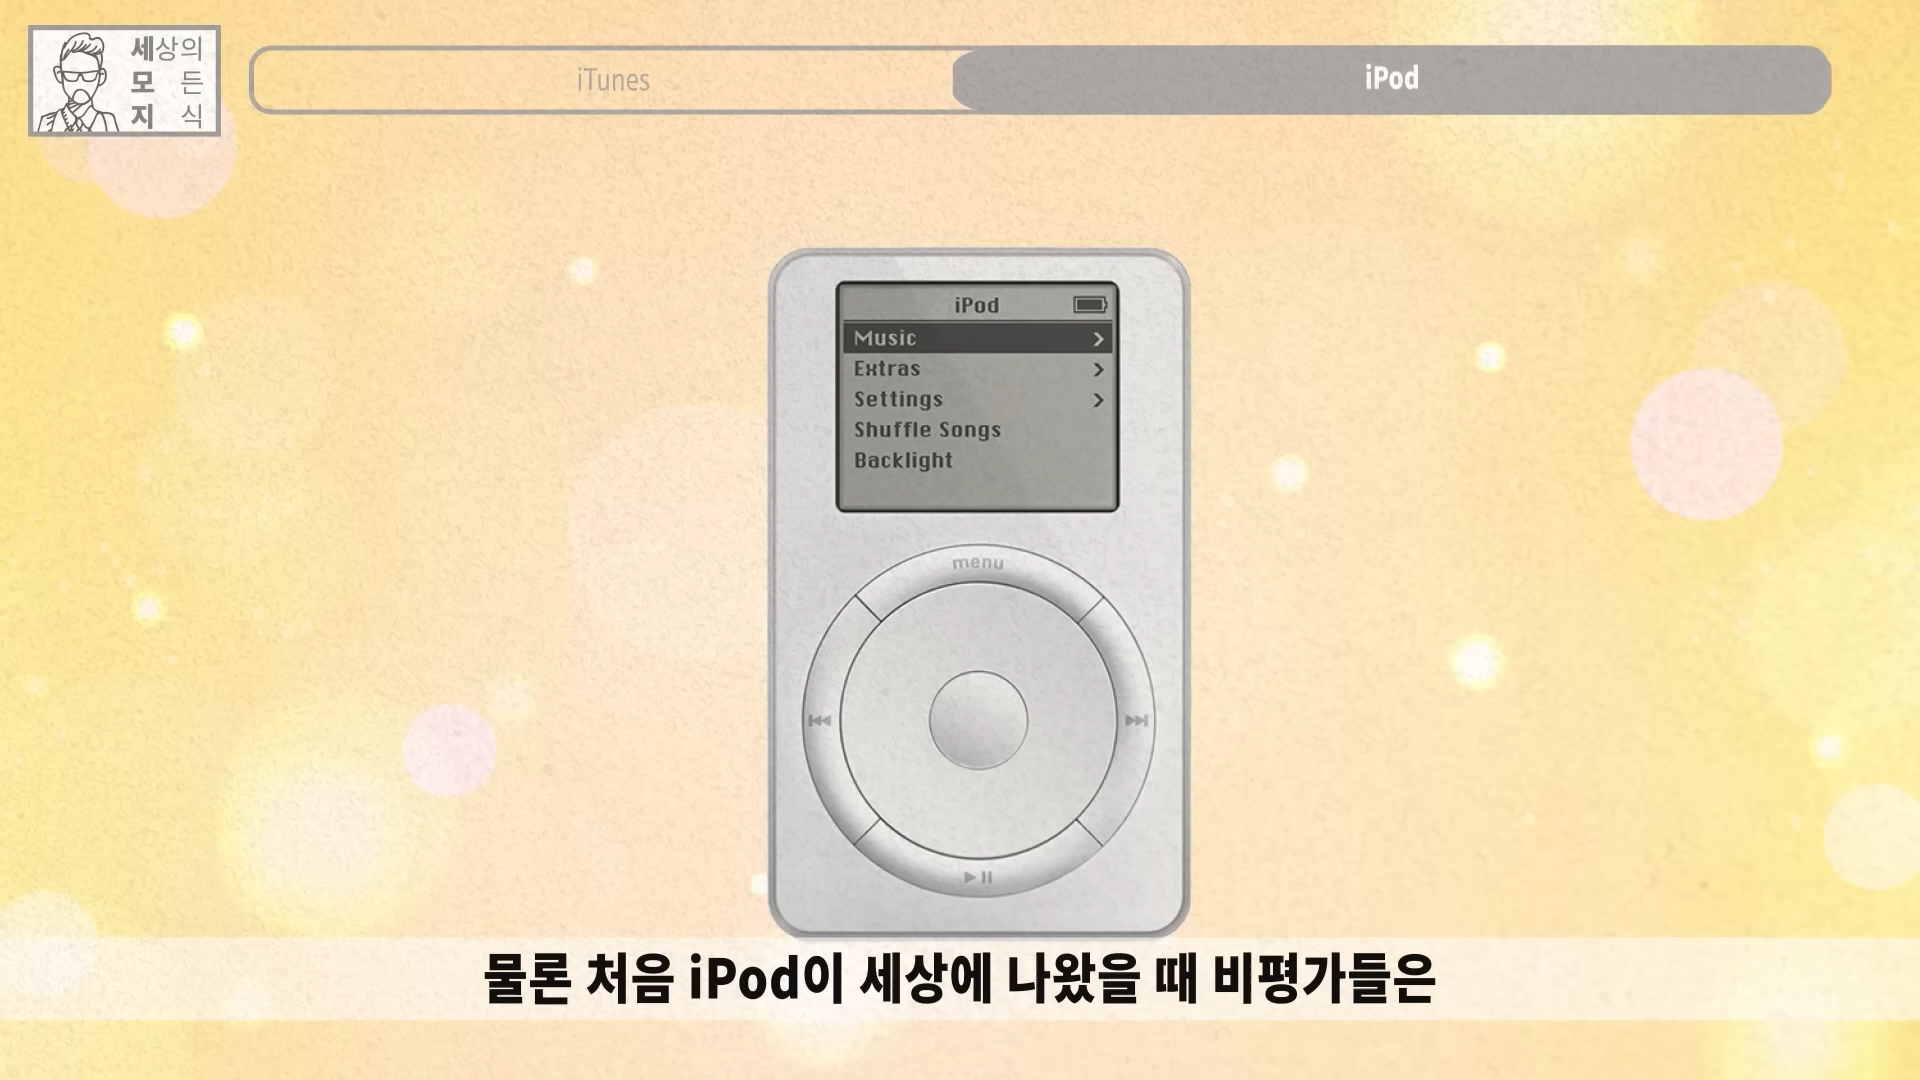 세상의
모든
지식
iTunes
iPod
iPod
Music
Extras
Settings
Shuffle Songs
Backlight
menu
물론 처음 iPod이 세상에 나왔을 때 비평가들은